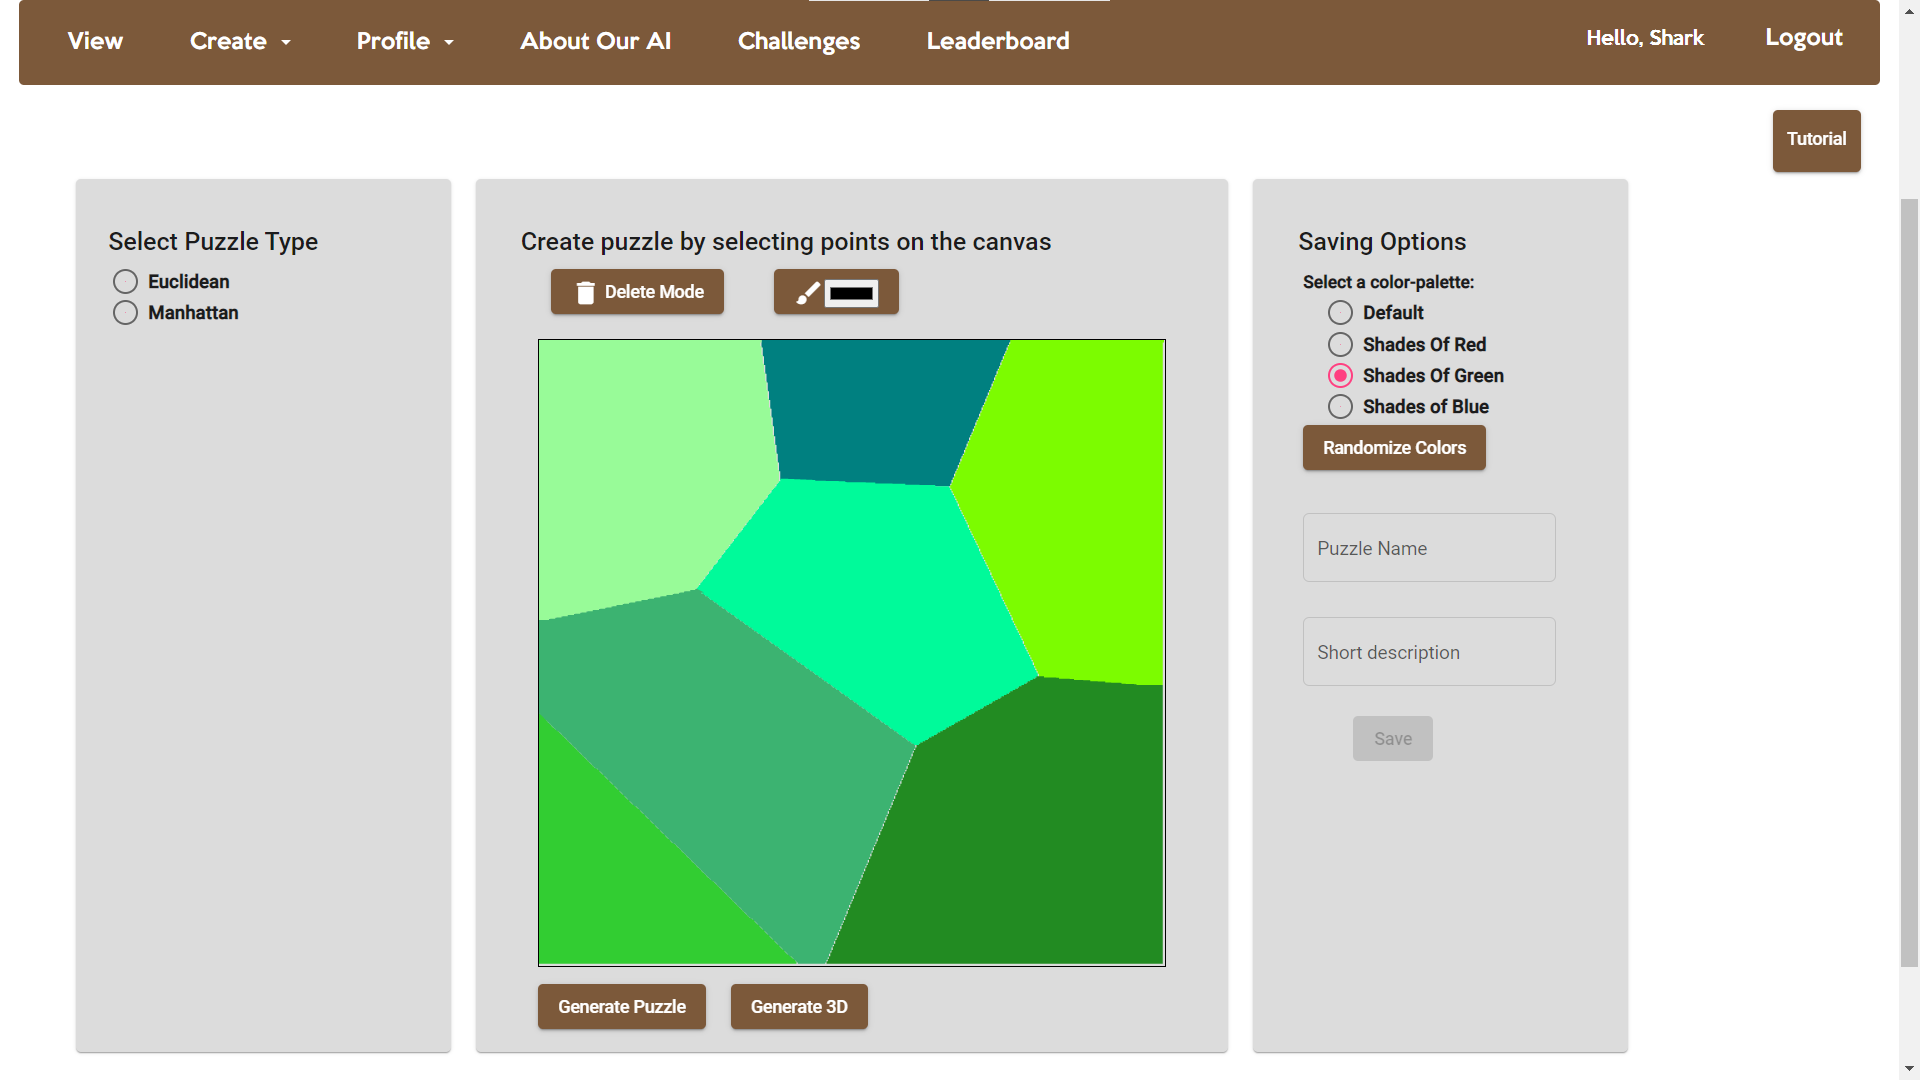 View Create Profile About Our AI Challenges Leaderboard Hello, Shark Logout
Tutorial
Select Puzzle Type
Euclidean
Manhattan
Create puzzle by selecting points on the canvas
Delete Mode
Generate Puzzle Generate 3D
Saving Options
Select a color-palette:
Default
Shades Of Red
Shades Of Green
Shades of Blue
Randomize Colors
Puzzle Name
Short description
Save